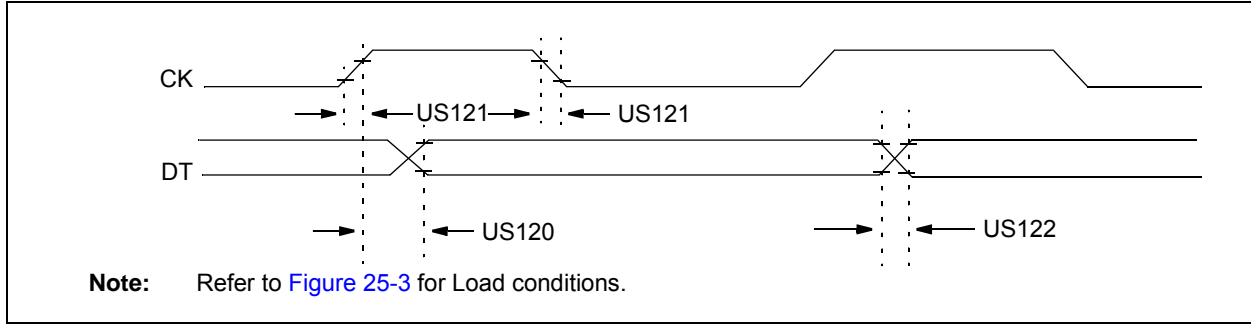 CK
US121
US121
DT
US120
US122
Note: Refer to Figure 25-3 for Load conditions.